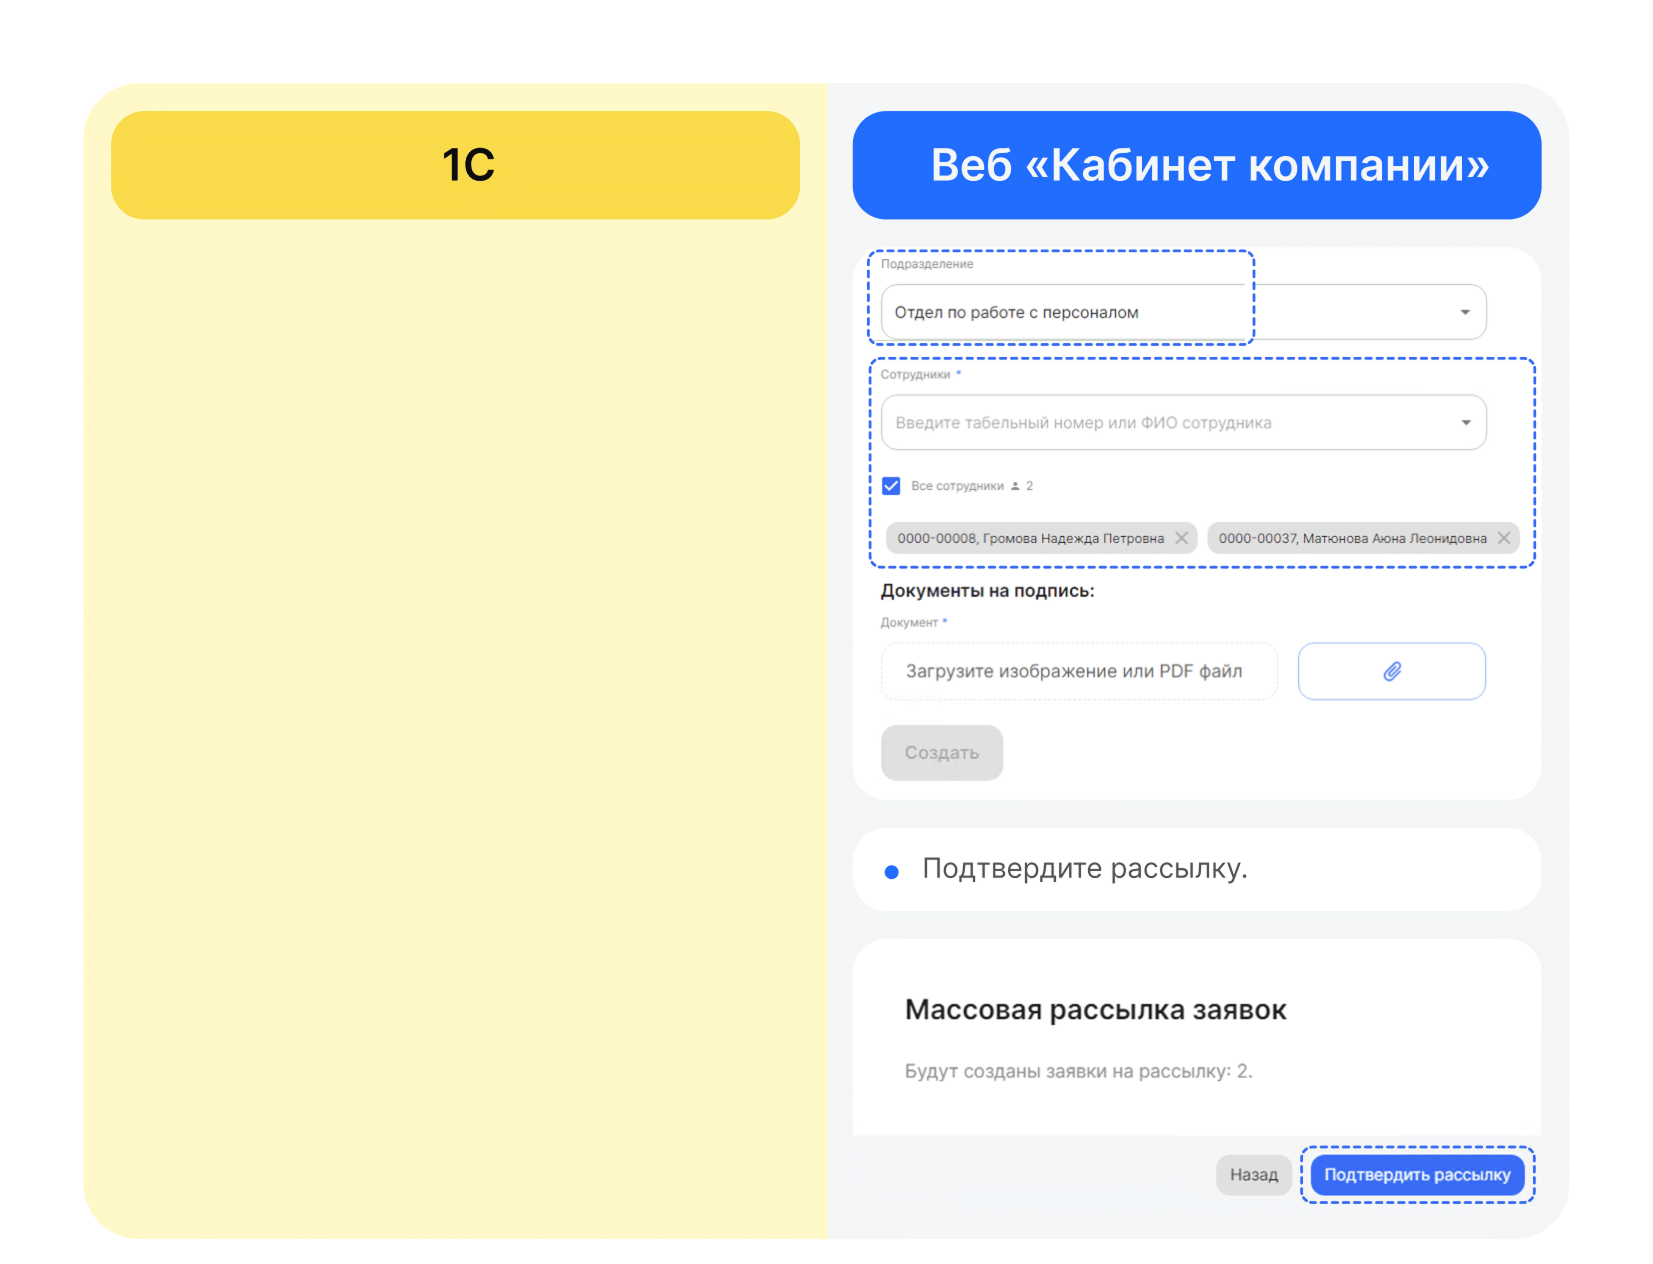 1С
Веб «Кабинет компании»
Подразделение
Отдел по работе с персоналом
Сотрудники *
Введите табельный номер или ФИО сотрудника
Все сотрудники 2
0000-00008, Громова Надежда Петровна
0000-00037, Матюнова Аюна Леонидовна
Документы на подпись:
Документ *
Загрузите изображение или PDF файл
Создать
Подтвердите рассылку.
Массовая рассылка заявок
Будут созданы заявки на рассылку: 2.
Назад
Подтвердить рассылку